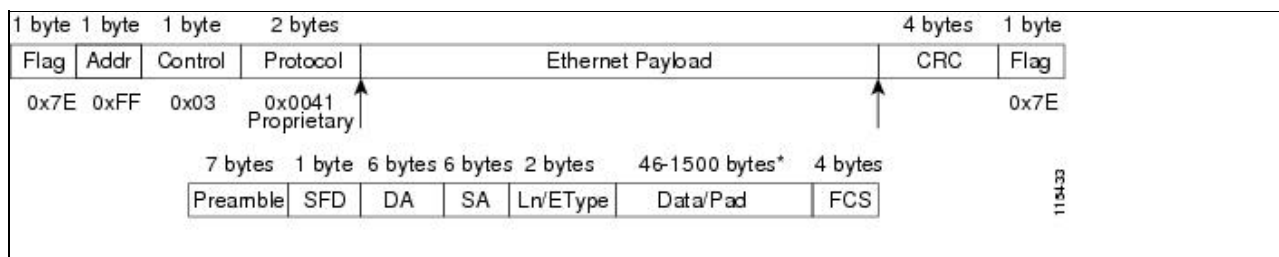 1 byte 1 byte 1 byte 2 bytes 4 bytes 1 byte
Flag Addr Control Protocol Ethernet Payload CRC Flag
0x7E 0xFF 0x03 0x0041 0x7E
Proprietary
7 bytes 1 byte 6 bytes 6 bytes 2 bytes 46-1500 bytes* 4 bytes
Preamble SFD DA SA Ln/EType Data/Pad FCS
115433